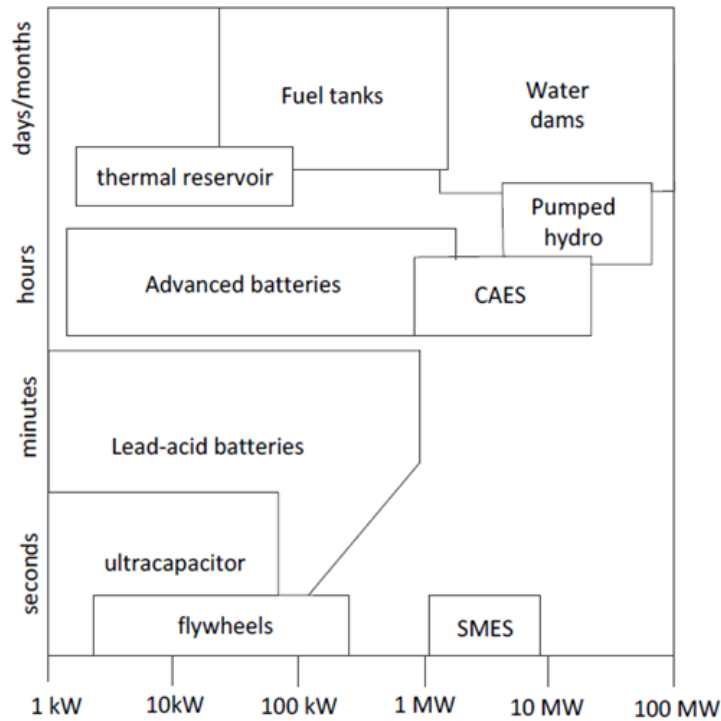 days/months
hours
minutes
seconds
Fuel tanks
Water
dams
thermal reservoir
Pumped
hydro
Advanced batteries
CAES
Lead-acid batteries
ultracapacitor
flywheels
SMES
1 kW
10kW
100 kW
1 MW
10 MW
100 MW